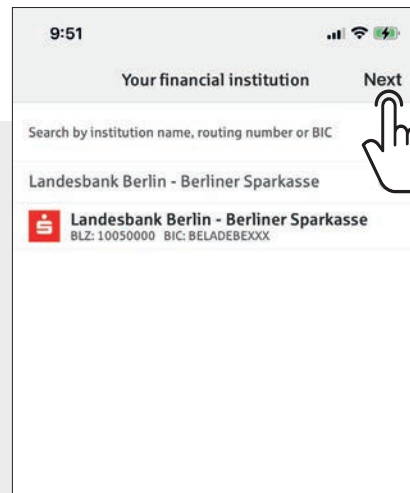 9:51
Your financial institution Next
Search by institution name, routing number or BIC
Landesbank Berlin - Berliner Sparkasse
Landesbank Berlin - Berliner Sparkasse
BLZ: 10050000 BIC: BELADEBEXXX